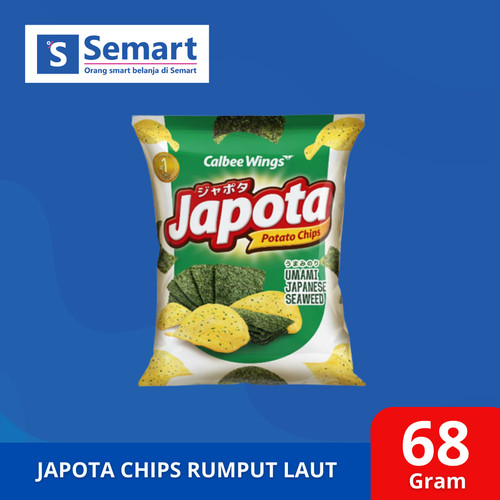 S Semart
Orang smart belanja di Semart
Calbee Wings
ジャポタ
Japota
Potato Chips
うまみのり
UMAMI
JAPANESE
SEAWEED
JAPOTA CHIPS RUMPUT LAUT
68
Gram